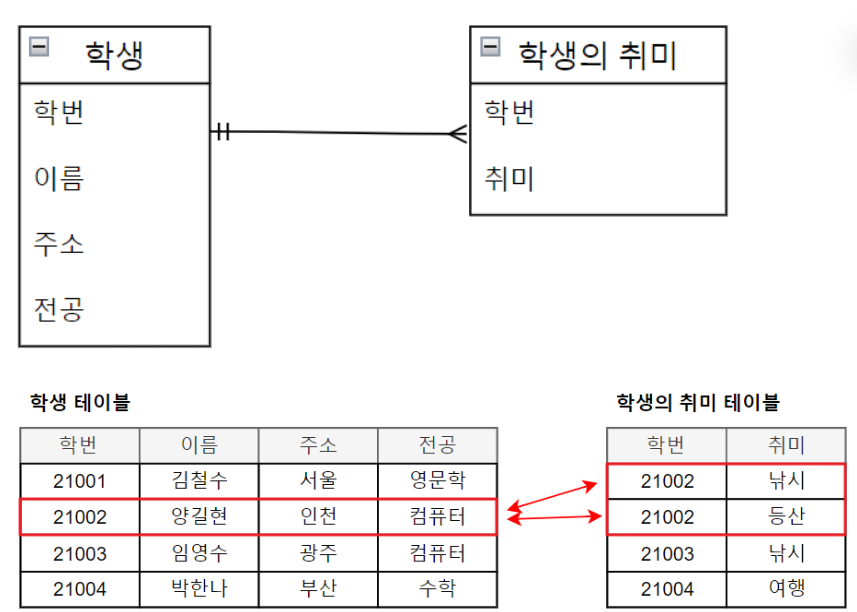 학생
학번
이름
주소
전공
학생의 취미
학번
취미
학생 테이블
학번 이름 주소 전공
21001 김철수 서울 영문학
21002 양길현 인천 컴퓨터
21003 임영수 광주 컴퓨터
21004 박한나 부산 수학
학생의 취미 테이블
학번 취미
21002 낚시
21002 등산
21003 낚시
21004 여행